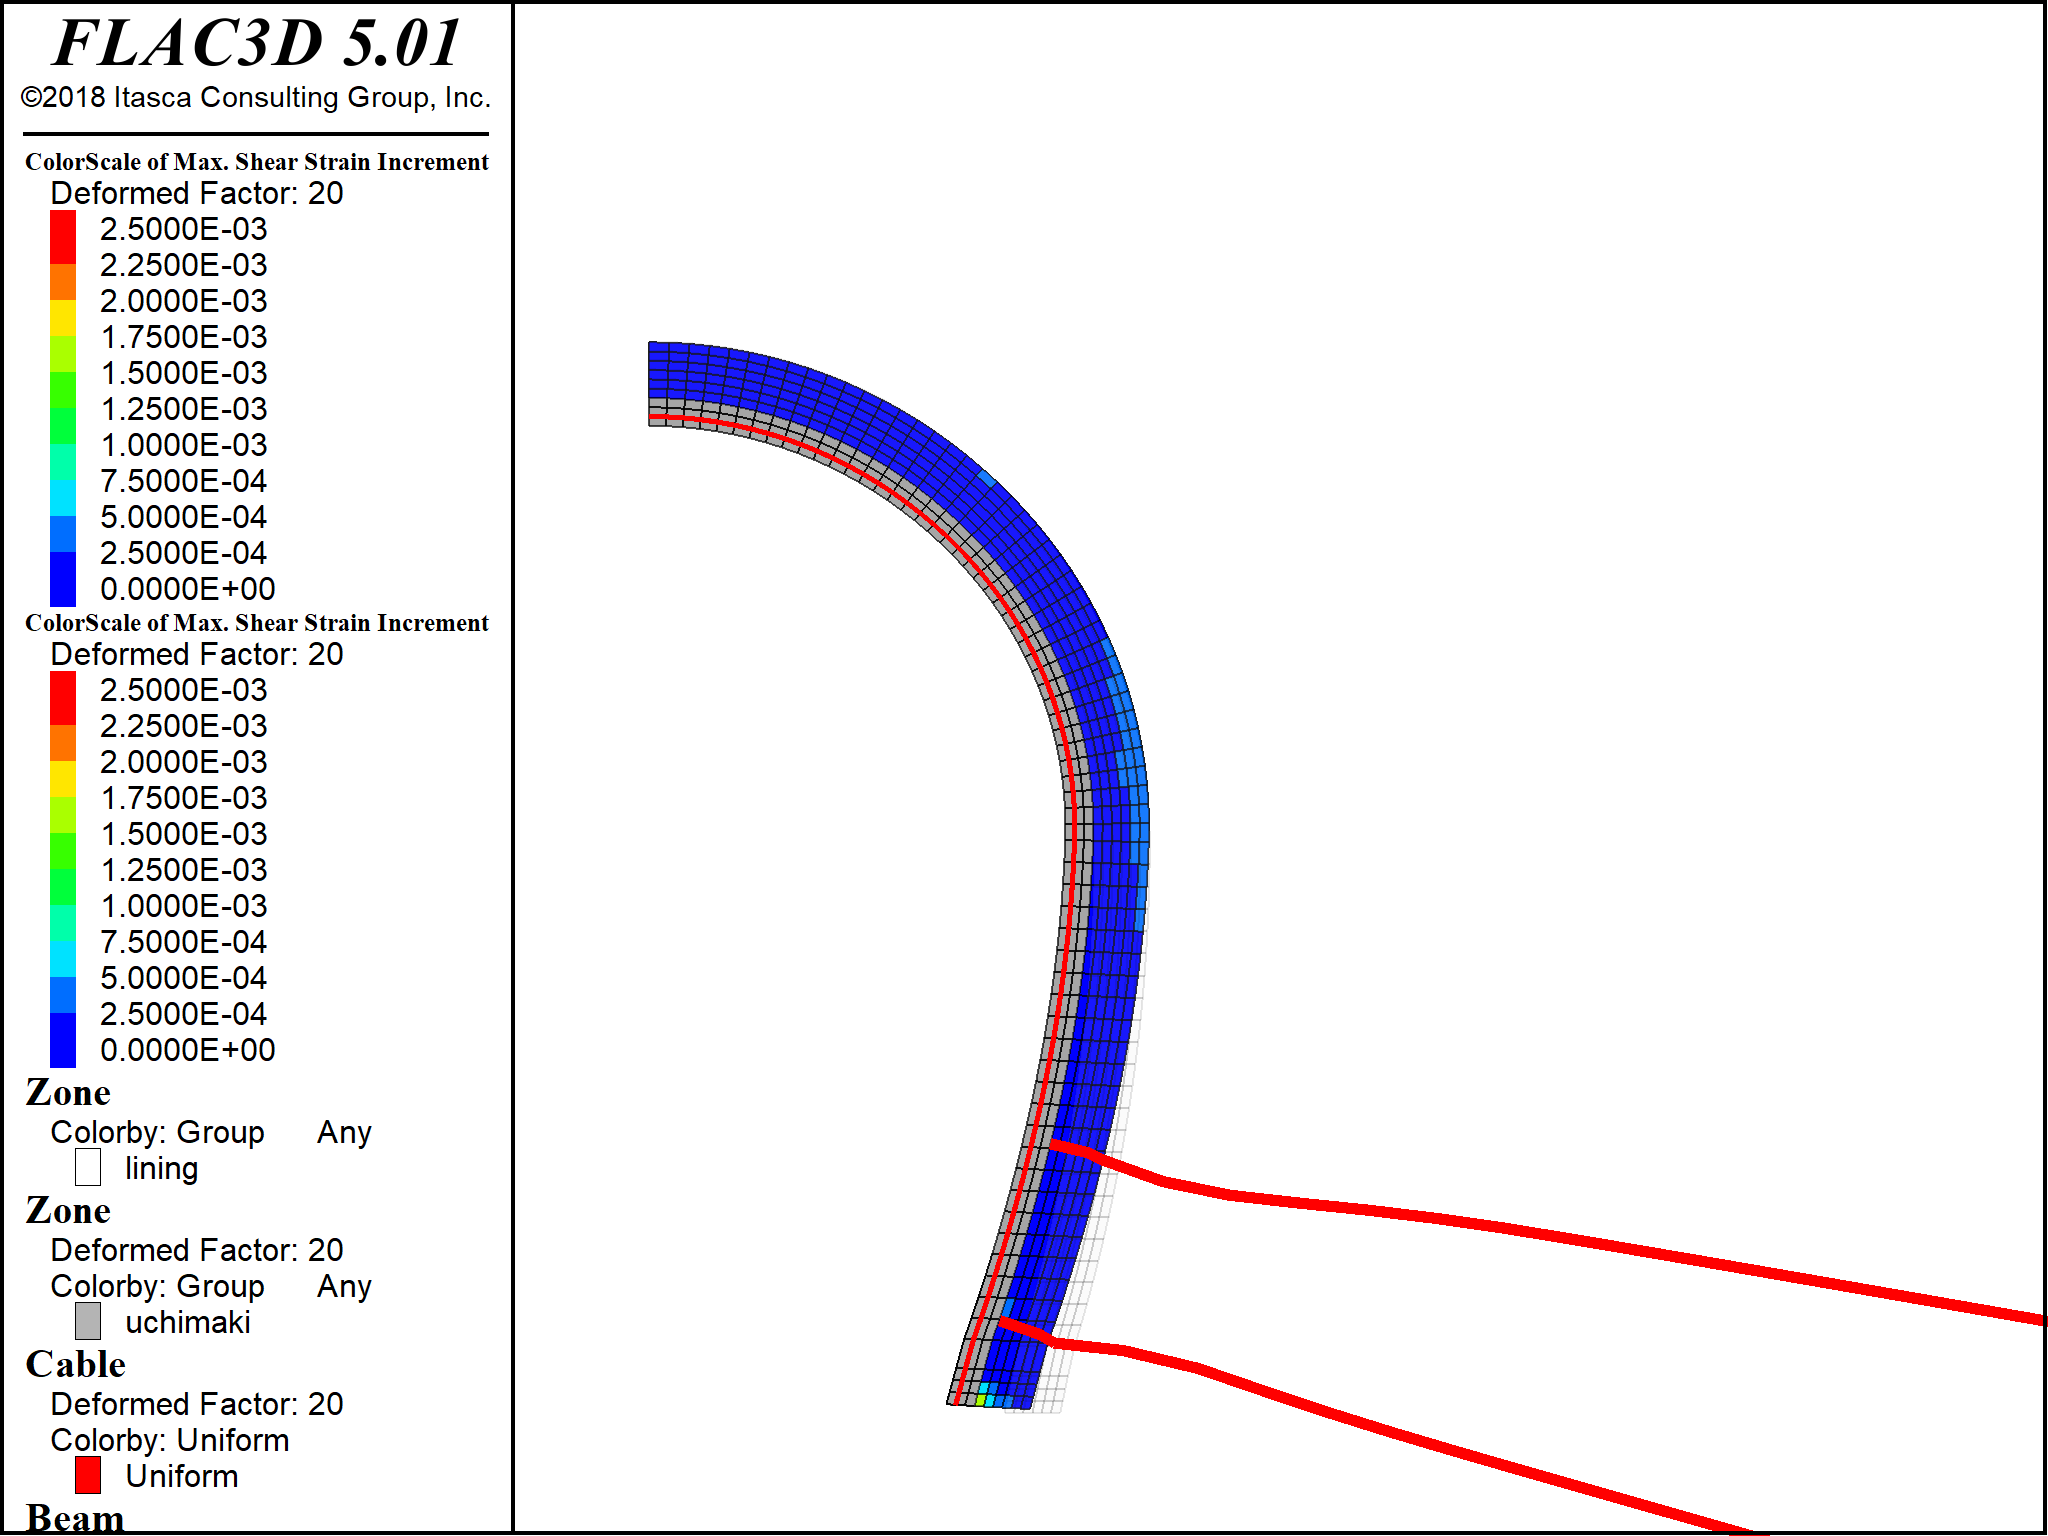 FLAC3D 5.01
©2018 Itasca Consulting Group, Inc.
ColorScale of Max. Shear Strain Increment
Deformed Factor: 20
2.5000E-03
2.2500E-03
2.0000E-03
1.7500E-03
1.5000E-03
1.2500E-03
1.0000E-03
7.5000E-04
5.0000E-04
2.5000E-04
0.0000E+00
ColorScale of Max. Shear Strain Increment
Deformed Factor: 20
2.5000E-03
2.2500E-03
2.0000E-03
1.7500E-03
1.5000E-03
1.2500E-03
1.0000E-03
7.5000E-04
5.0000E-04
2.5000E-04
0.0000E+00
Zone
Colorby: Group Any
lining
Zone
Deformed Factor: 20
Colorby: Group Any
uchimaki
Cable
Deformed Factor: 20
Colorby: Uniform
Uniform
Beam